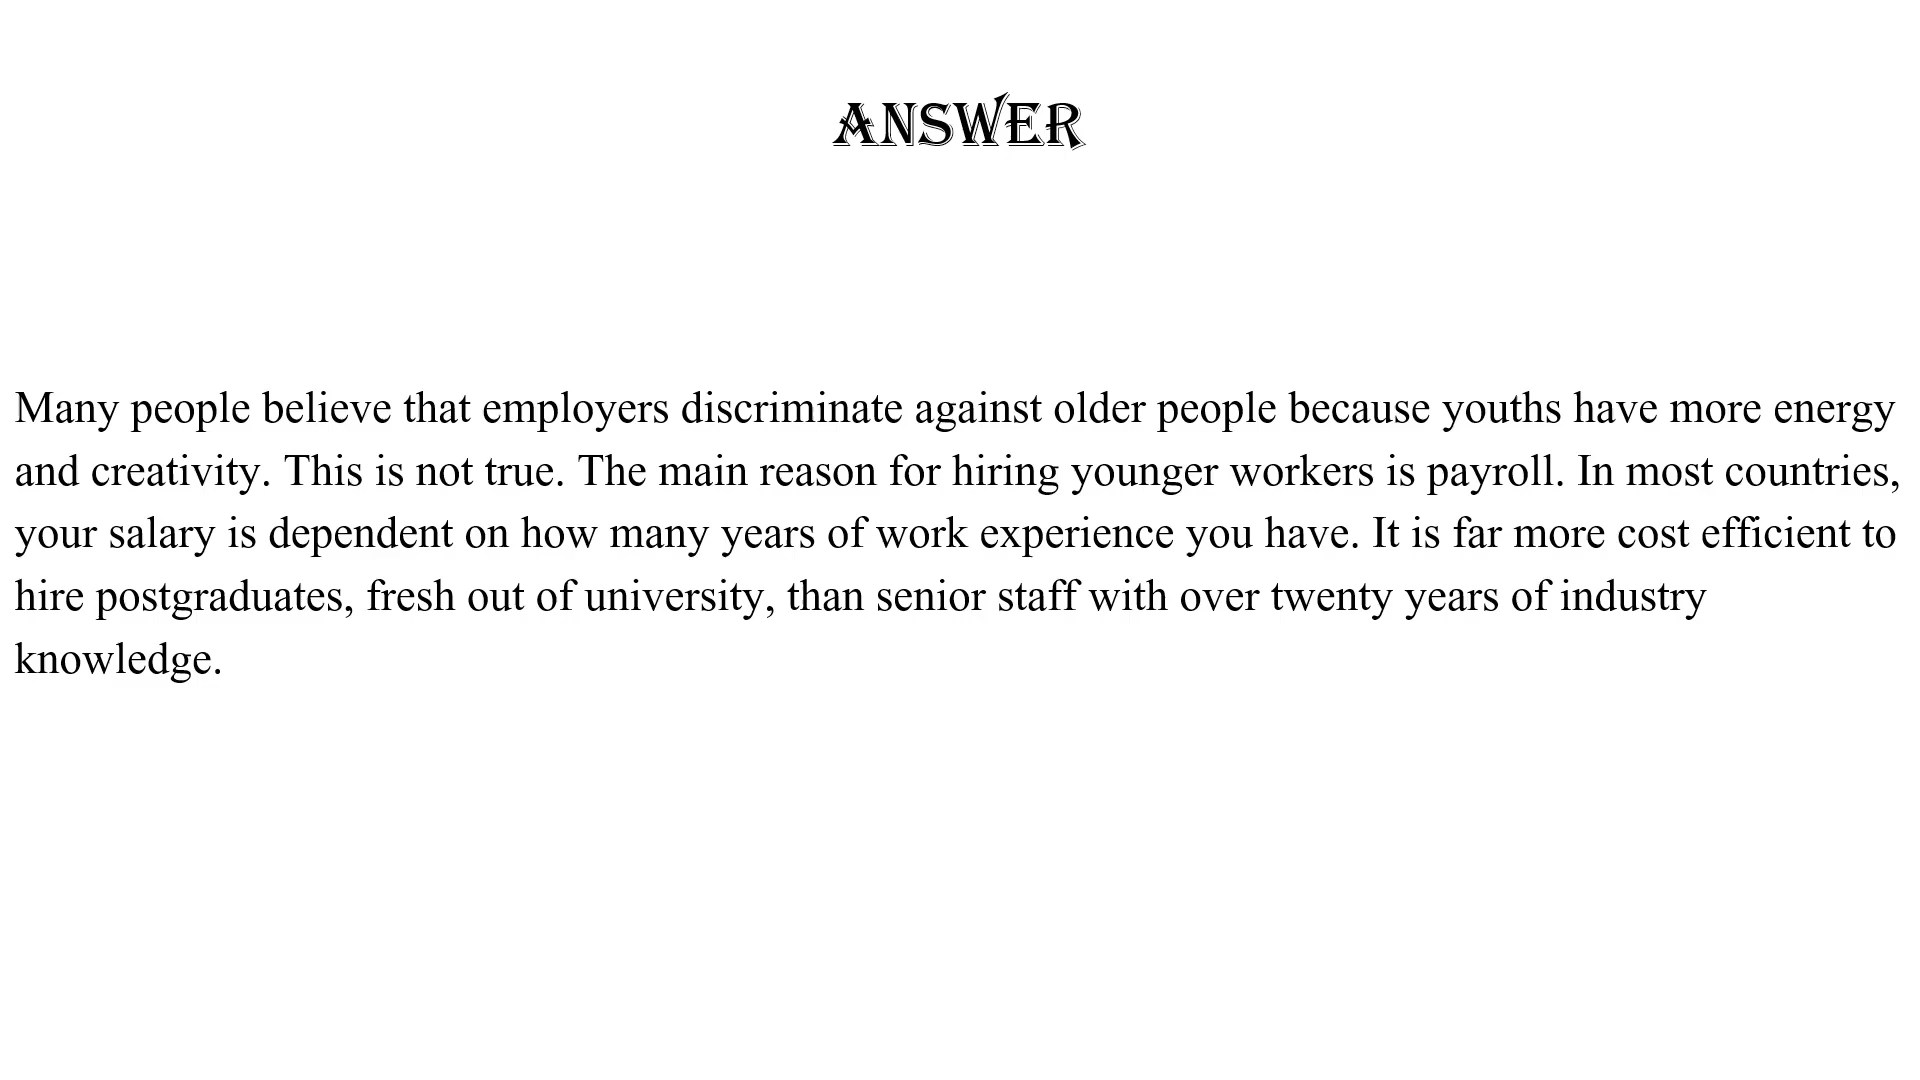 ANSWER
Many people believe that employers discriminate against older people because youths have more energy
and creativity. This is not true. The main reason for hiring younger workers is payroll. In most countries,
your salary is dependent on how many years of work experience you have. It is far more cost efficient to
hire postgraduates, fresh out of university, than senior staff with over twenty years of industry
knowledge.